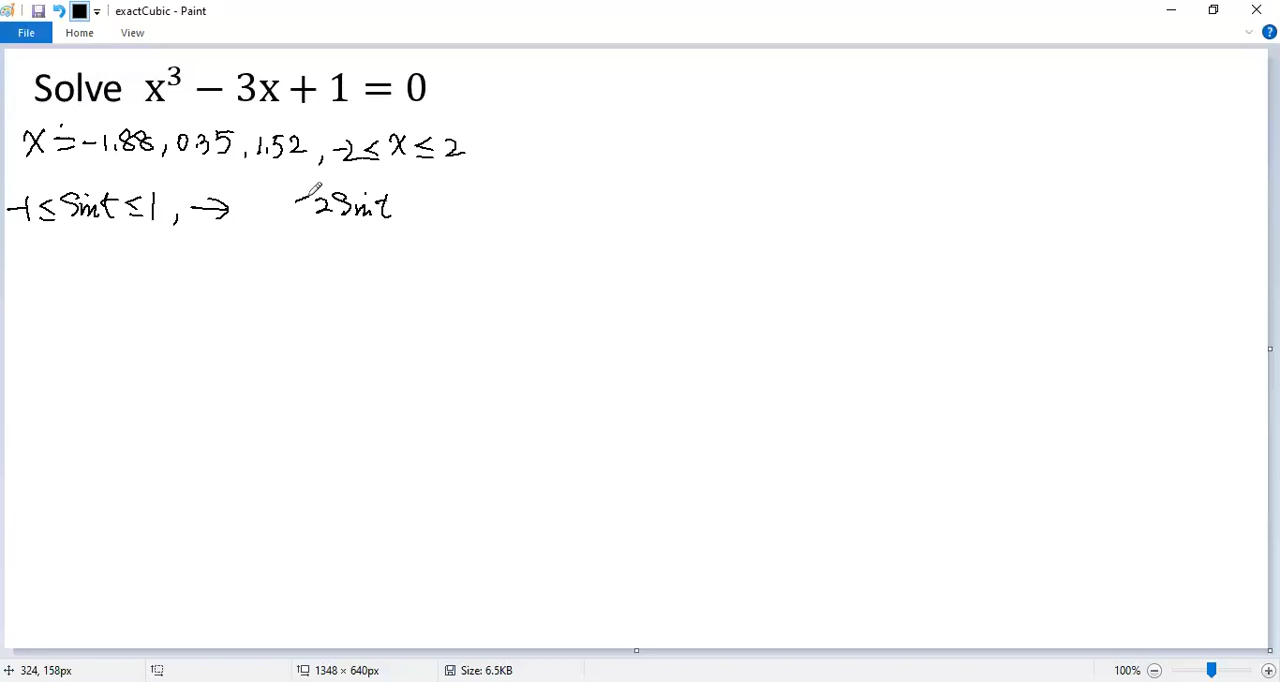 exactCubic - Paint
File Home View
Solve x³ − 3x + 1 = 0
x ≐ -1.88, 0.35, 1.52, -2 ≤ x ≤ 2
-1 ≤ Sint ≤ 1, → 2Sint
324, 158px 1348 × 640px Size: 6.5KB 100%